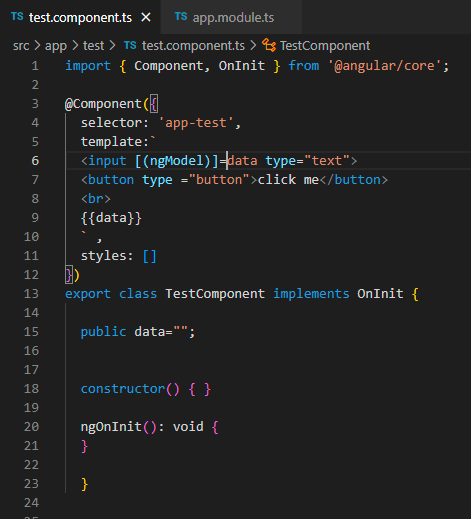 TS test.component.ts × TS app.module.ts
src > app > test > TS test.component.ts > TestComponent
1 import { Component, OnInit } from '@angular/core';
2
3 @Component({
4 selector: 'app-test',
5 template:`
6 <input [(ngModel)]=data type="text">
7 <button type ="button">click me</button>
8 <br>
9 {{data}}
10 ` ,
11 styles: []
12 })
13 export class TestComponent implements OnInit {
14
15 public data="";
16
17
18 constructor() { }
19
20 ngOnInit(): void {
21 }
22
23 }
24
25